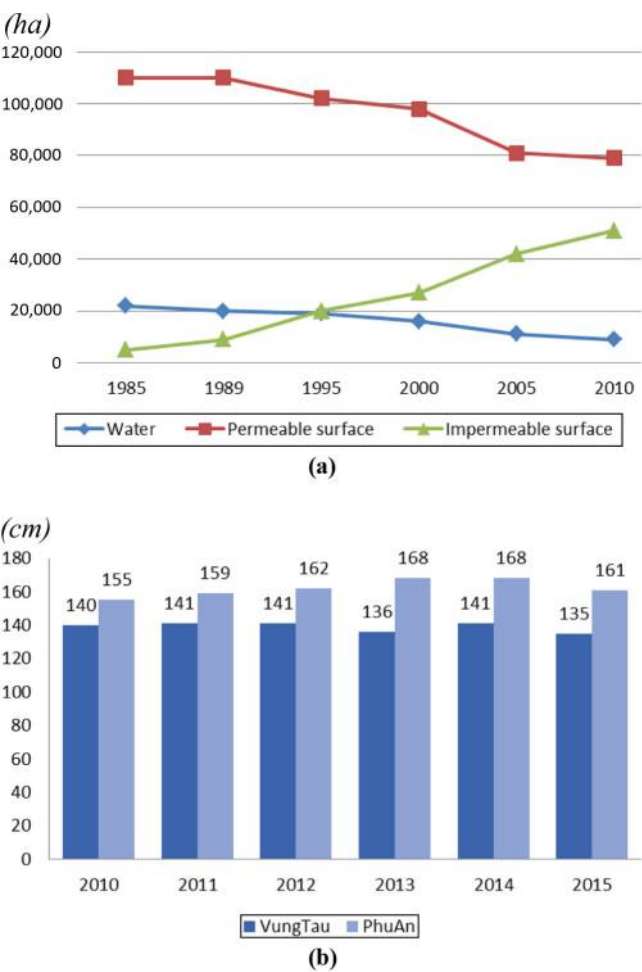 (ha)
120,000
100,000
80,000
60,000
40,000
20,000
0
1985 1989 1995 2000 2005 2010
Water Permeable surface Impermeable surface
(a)
(cm)
180
160
140
120
100
80
60
40
20
0
140 155 141 159 141 162 136 168 141 168 135 161
2010 2011 2012 2013 2014 2015
VungTau PhuAn
(b)